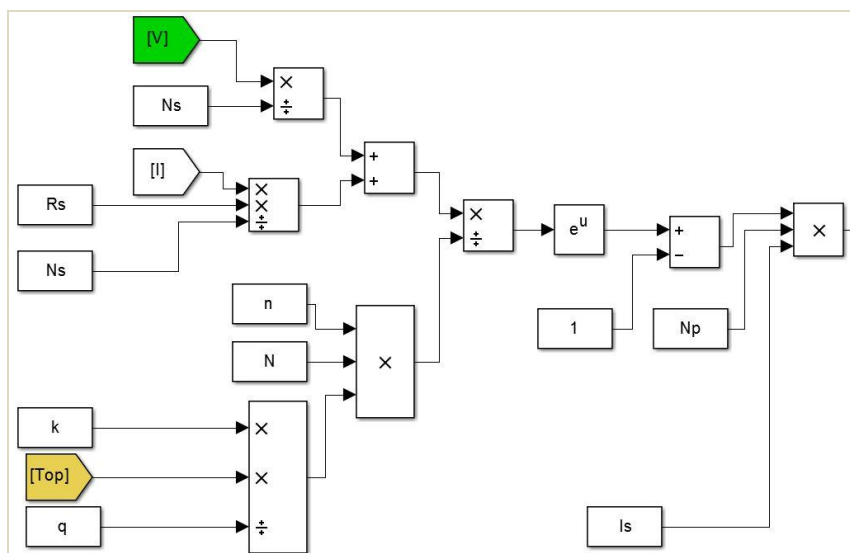 [V]
×
÷
Ns
+
+
[I]
×
×
÷
Rs
Ns
×
÷
e^u
+
−
×
1
Np
n
N
×
k
×
[Top]
×
q
÷
Is